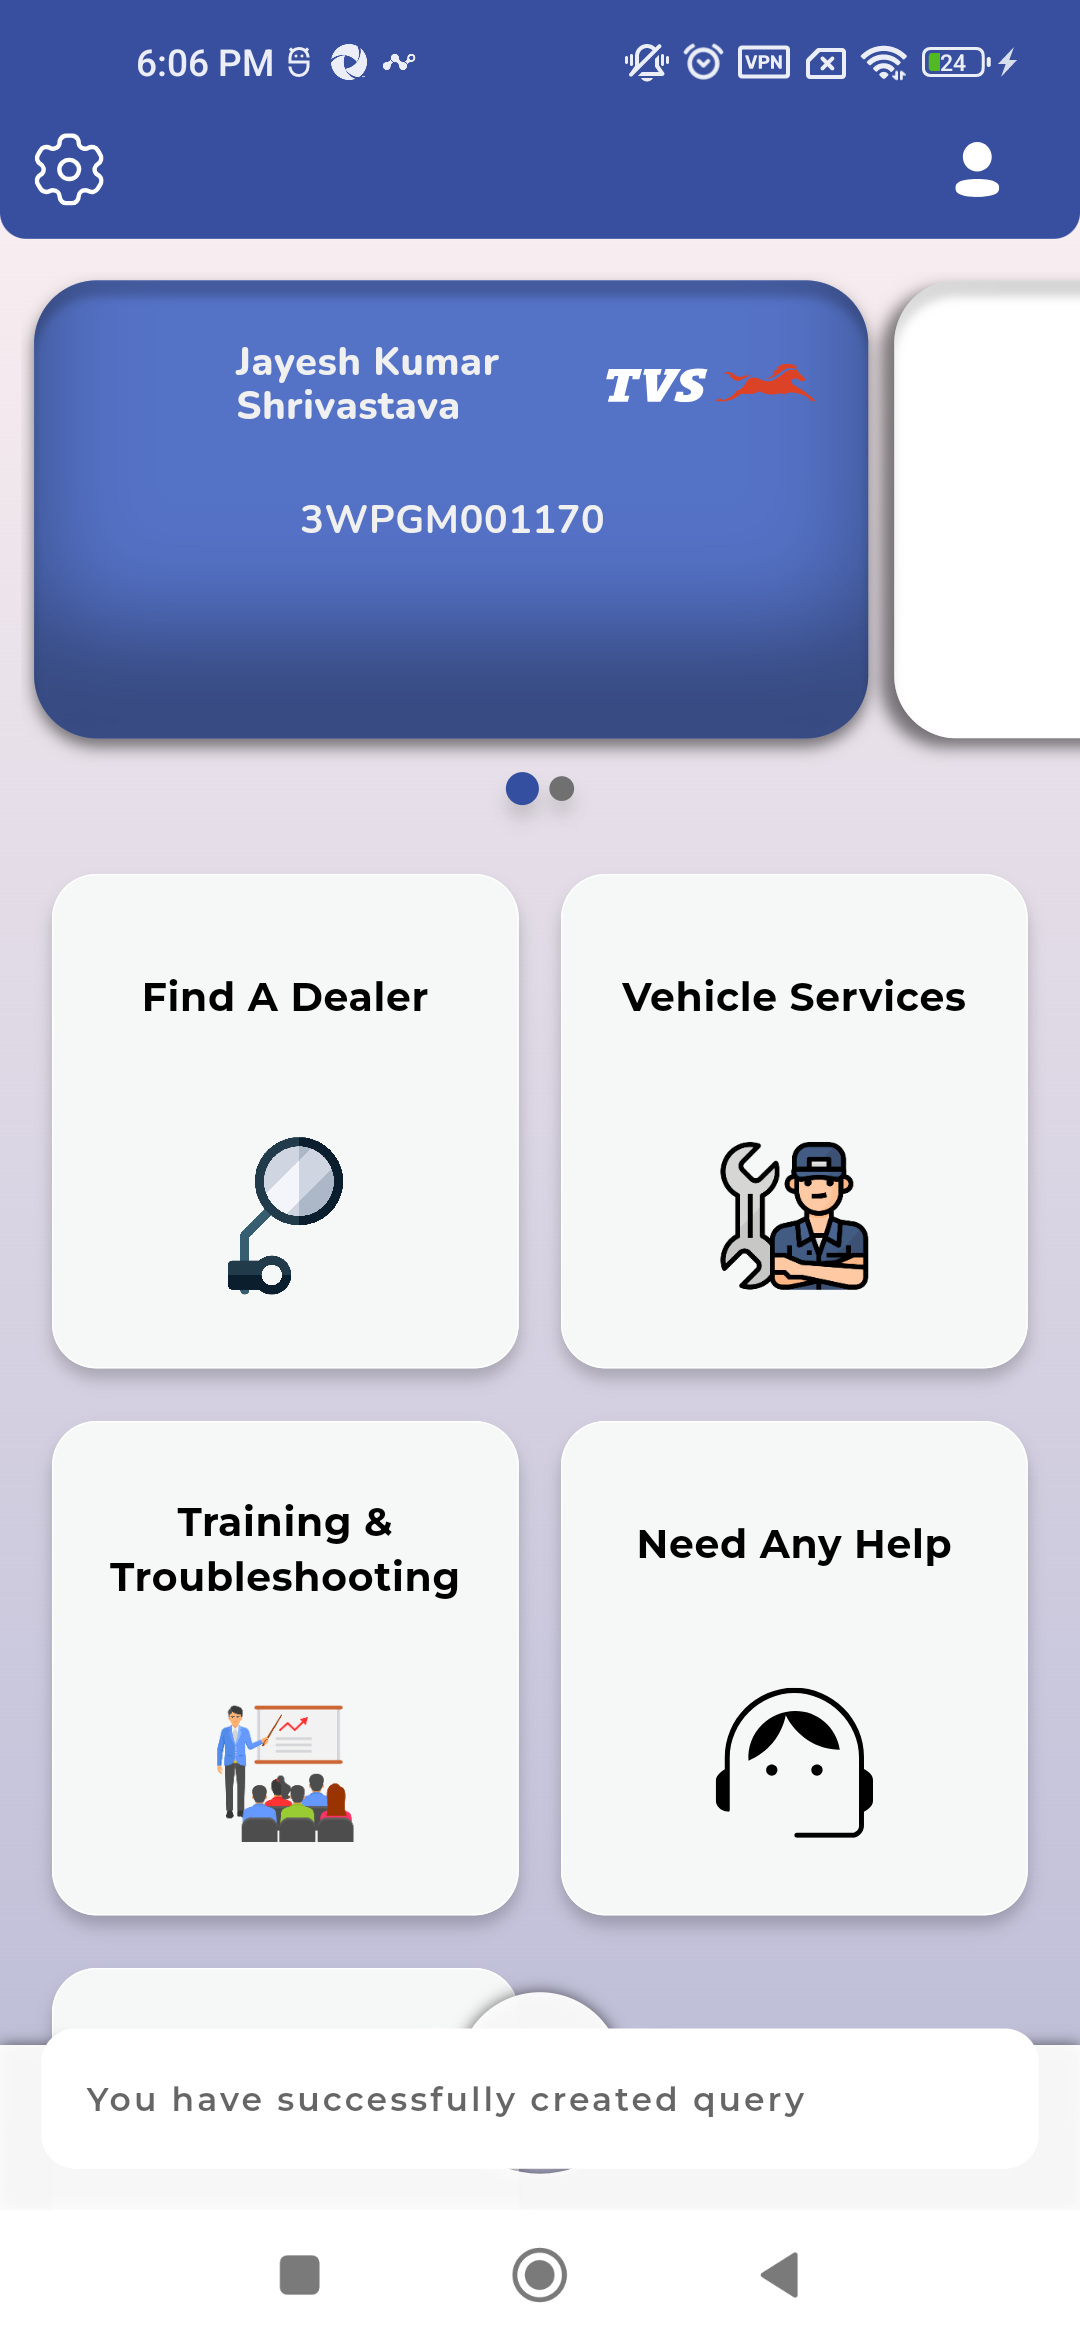 6:06 PM
VPN
24
Jayesh Kumar
Shrivastava
TVS
3WPGM001170
Find A Dealer
Vehicle Services
Training &
Troubleshooting
Need Any Help
You have successfully created query